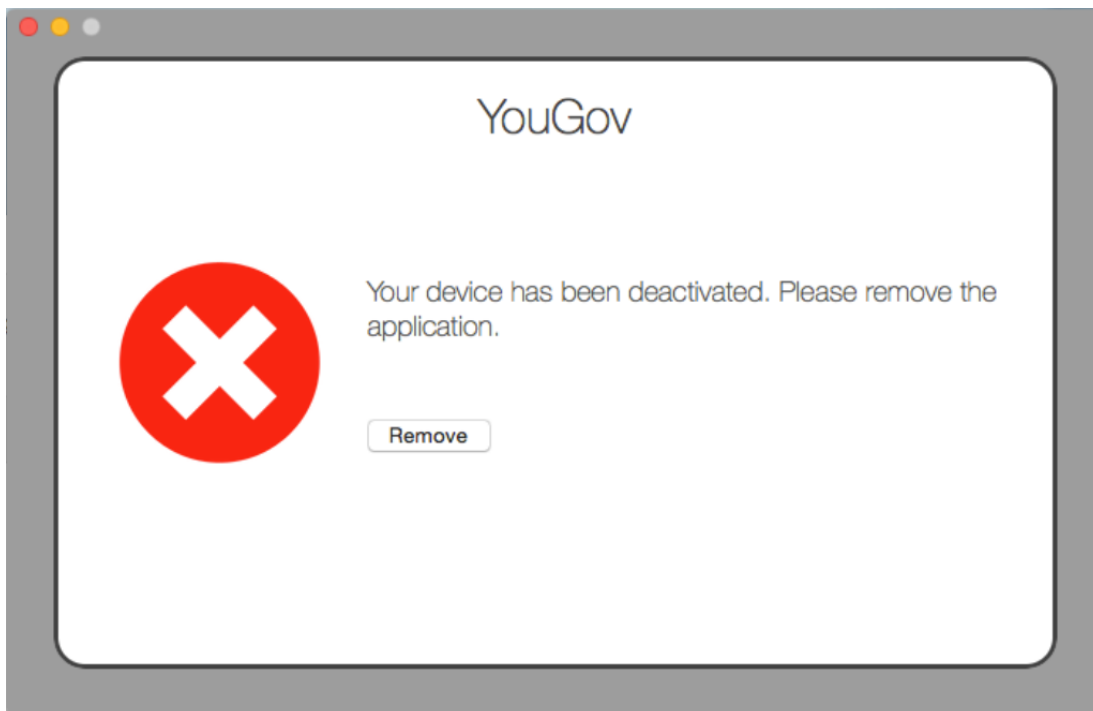 YouGov
Your device has been deactivated. Please remove the
application.
Remove